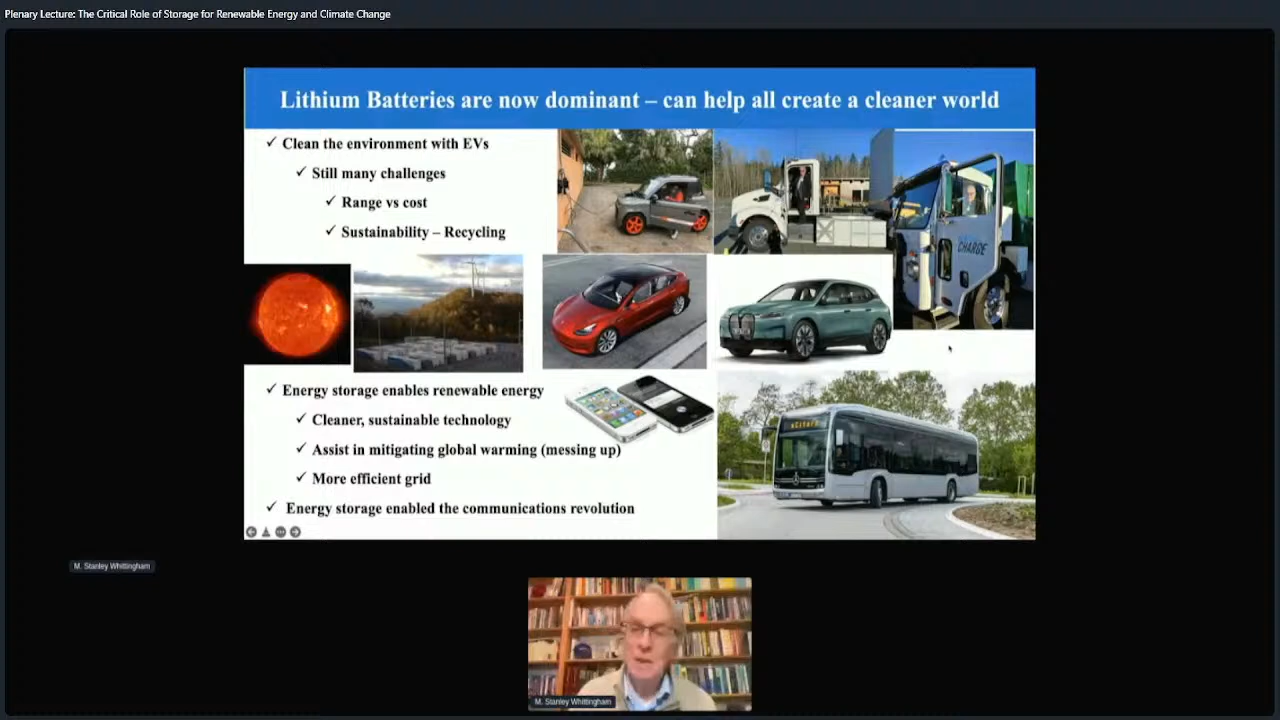 Plenary Lecture: The Critical Role of Storage for Renewable Energy and Climate Change
Lithium Batteries are now dominant – can help all create a cleaner world
✓ Clean the environment with EVs
✓ Still many challenges
✓ Range vs cost
✓ Sustainability – Recycling
CHARGE
✓ Energy storage enables renewable energy
✓ Cleaner, sustainable technology
✓ Assist in mitigating global warming (messing up)
✓ More efficient grid
✓ Energy storage enabled the communications revolution
eCitaro
M. Stanley Whittingham
M. Stanley Whittingham